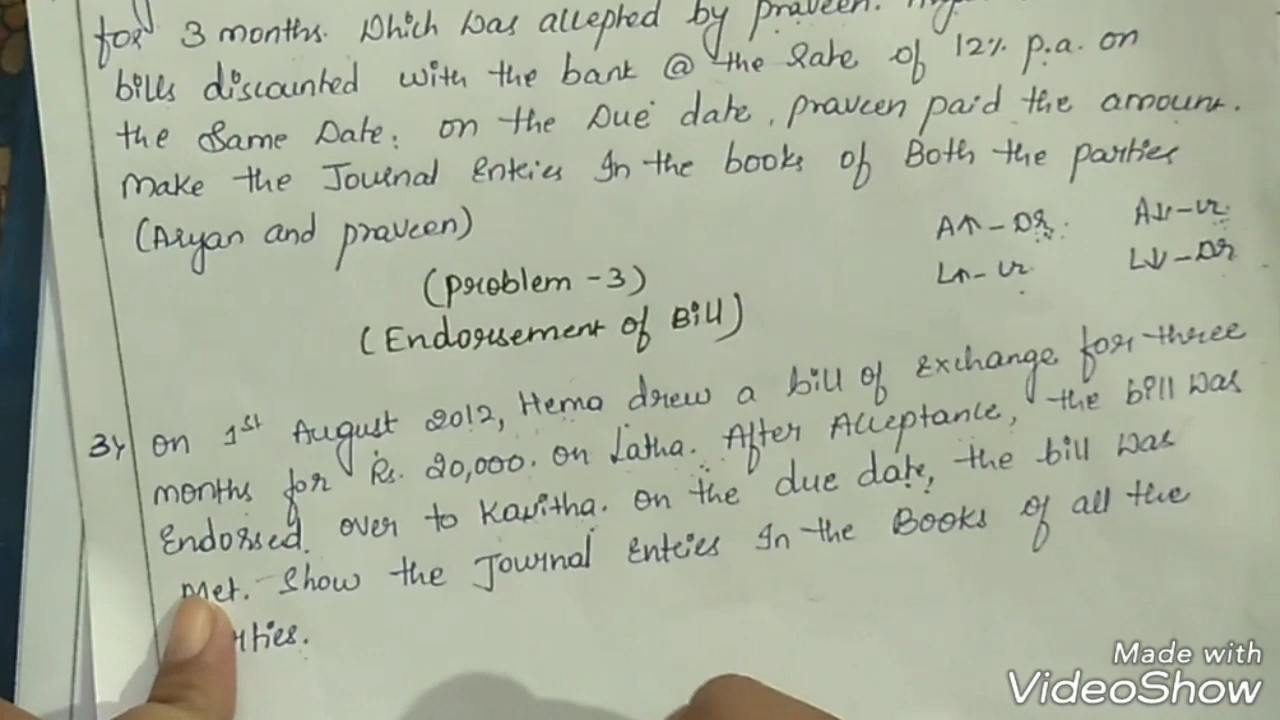 for 3 months. Which was accepted by praveen.
bills discounted with the bank @ the Rate of 12% p.a. on
the Same Date. on the Due date, praveen paid the amount.
Make the Journal Entries In the books of Both the parties
(Aryan and praveen)
A↑ - Dr. A↓ - cr.
L↑ - cr L↓ - Dr
(Problem - 3)
(Endorsement of Bill)
3) on 1st August 2012, Hema drew a bill of Exchange for three
months for Rs. 20,000. on Latha. After Acceptance, the bill was
Endorsed. over to Kavitha. on the due date, the bill was
Met. Show the Journal Entries In the Books of all the
rties.
Made with
VideoShow